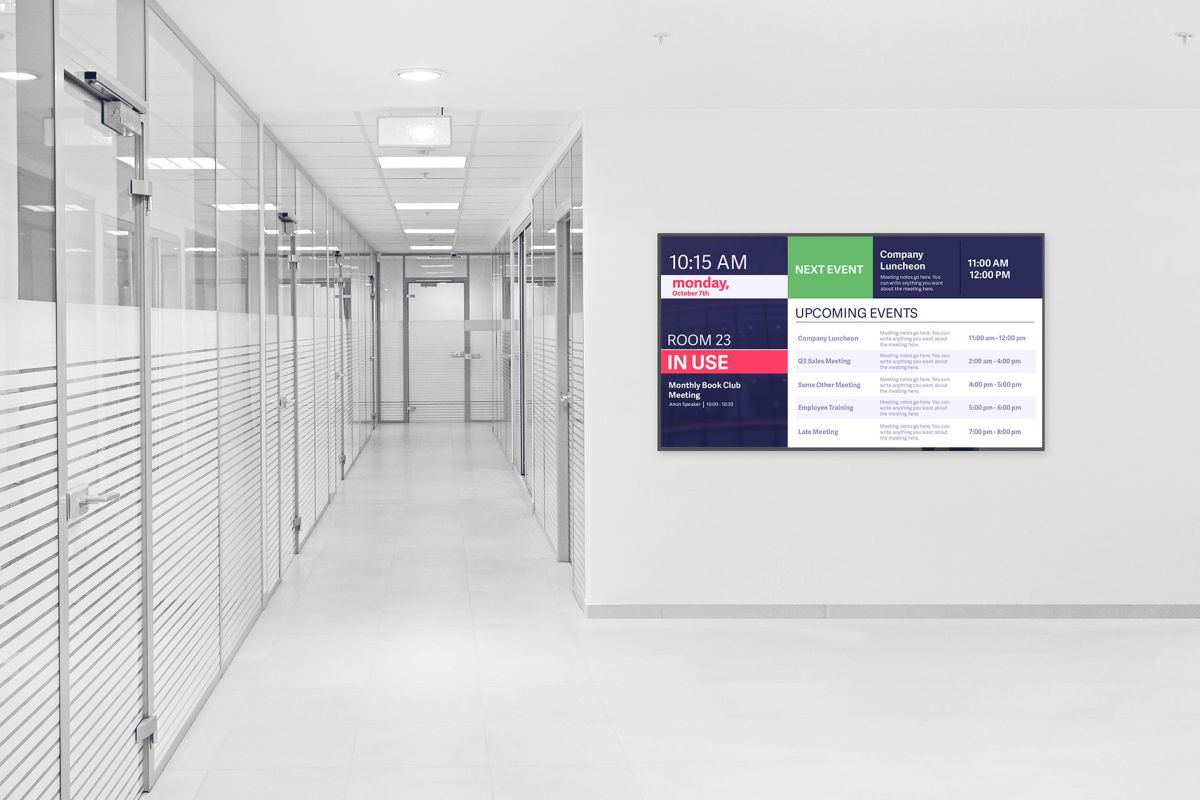 10:15 AM
monday,
October 7th
ROOM 23
IN USE
Monthly Book Club
Meeting
Anon Speaker | 10:00 - 10:30
NEXT EVENT
Company
Luncheon
Meeting notes go here. You
can write anything you want
about the meeting here.
11:00 AM
12:00 PM
UPCOMING EVENTS
Company Luncheon
Meeting notes go here. You can
write anything you want about
the meeting here.
11:00 am - 12:00 pm
Q3 Sales Meeting
Meeting notes go here. You can
write anything you want about
the meeting here.
2:00 am - 4:00 pm
Some Other Meeting
Meeting notes go here. You can
write anything you want about
the meeting here.
4:00 pm - 5:00 pm
Employee Training
Meeting notes go here. You can
write anything you want about
the meeting here.
5:00 pm - 6:00 pm
Late Meeting
Meeting notes go here. You can
write anything you want about
the meeting here.
7:00 pm - 8:00 pm